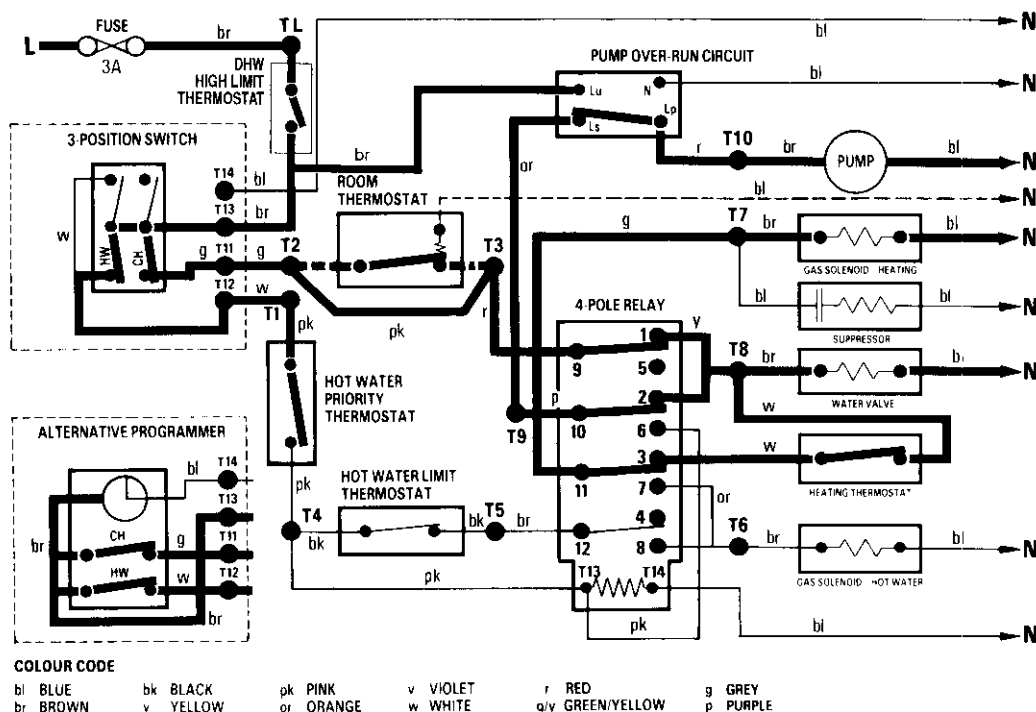 FUSE
TL
br
N
L
3A
bl
DHW
HIGH LIMIT
THERMOSTAT
PUMP OVER-RUN CIRCUIT
bl
N
Lu
N
Lp
Ls
3-POSITION SWITCH
br
or
r
T10
br
PUMP
bl
N
T14
bl
ROOM
THERMOSTAT
bl
N
T13
br
w
HW
CH
T11
g
g
T2
T3
g
T7
br
bl
N
GAS SOLENOID HEATING
T12
w
T1
pk
pk
r
4-POLE RELAY
bl
bl
N
SUPPRESSOR
1
y
9
5
T8
br
bl
N
WATER VALVE
HOT WATER
PRIORITY
THERMOSTAT
2
p
10
T9
6
w
3
w
11
HEATING THERMOSTAT
7
or
ALTERNATIVE PROGRAMMER
bl
T14
T13
pk
HOT WATER LIMIT
THERMOSTAT
T4
bk
bk
T5
br
4
12
8
T6
br
bl
N
GAS SOLENOID HOT WATER
br
CH
g
T11
HW
w
T12
br
pk
T13
T14
pk
bl
N
COLOUR CODE
bl BLUE bk BLACK pk PINK v VIOLET r RED g GREY
br BROWN y YELLOW or ORANGE w WHITE g/y GREEN/YELLOW p PURPLE